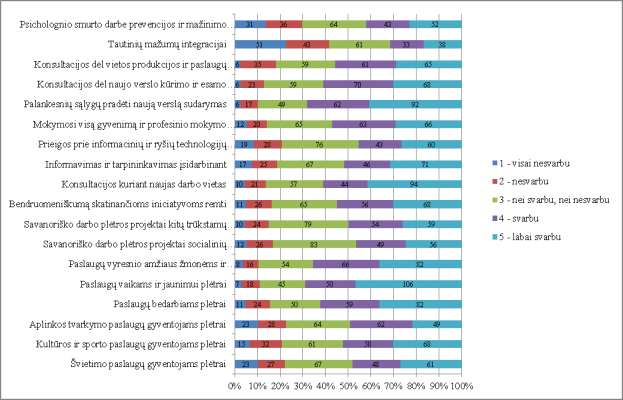 Psicholognio smurto darbe prevencijos ir mažinimo 31 36 64 43 52
Tautinių mažumų integracijai 51 43 61 33 38
Konsultacijos dėl vietos produkcijos ir paslaugų 6 35 59 61 65
Konsultacijos dėl naujo verslo kūrimo ir esamo 6 23 59 70 68
Palankesnių sąlygų pradėti naują verslą sudarymas 6 17 49 62 92
Mokymosi visą gyvenimą ir profesinio mokymo 12 20 65 63 66
Prieigos prie informacinių ir ryšių technologijų 19 28 76 43 60
Informavimas ir tarpininkavimas įsidarbinant 17 25 67 46 71
Konsultacijos kuriant naujas darbo vietas 10 21 57 44 94
Bendruomeniškumą skatinančioms iniciatyvoms remti 11 26 65 56 68
Savanoriško darbo plėtros projektai kitų trūkstamų 10 24 79 54 59
Savanoriško darbo plėtros projektai socialinių 12 26 83 49 56
Paslaugų vyresnio amžiaus žmonėms ir 8 16 54 66 82
Paslaugų vaikams ir jaunimui plėtrai 7 18 45 50 106
Paslaugų bedarbiams plėtrai 11 24 50 59 82
Aplinkos tvarkymo paslaugų gyventojams plėtrai 23 28 64 62 49
Kultūros ir sporto paslaugų gyventojams plėtrai 15 32 61 50 68
Švietimo paslaugų gyventojams plėtrai 23 27 67 48 61
0% 10% 20% 30% 40% 50% 60% 70% 80% 90% 100%
1 - visai nesvarbu
2 - nesvarbu
3 - nei svarbu, nei nesvarbu
4 - svarbu
5 - labai svarbu